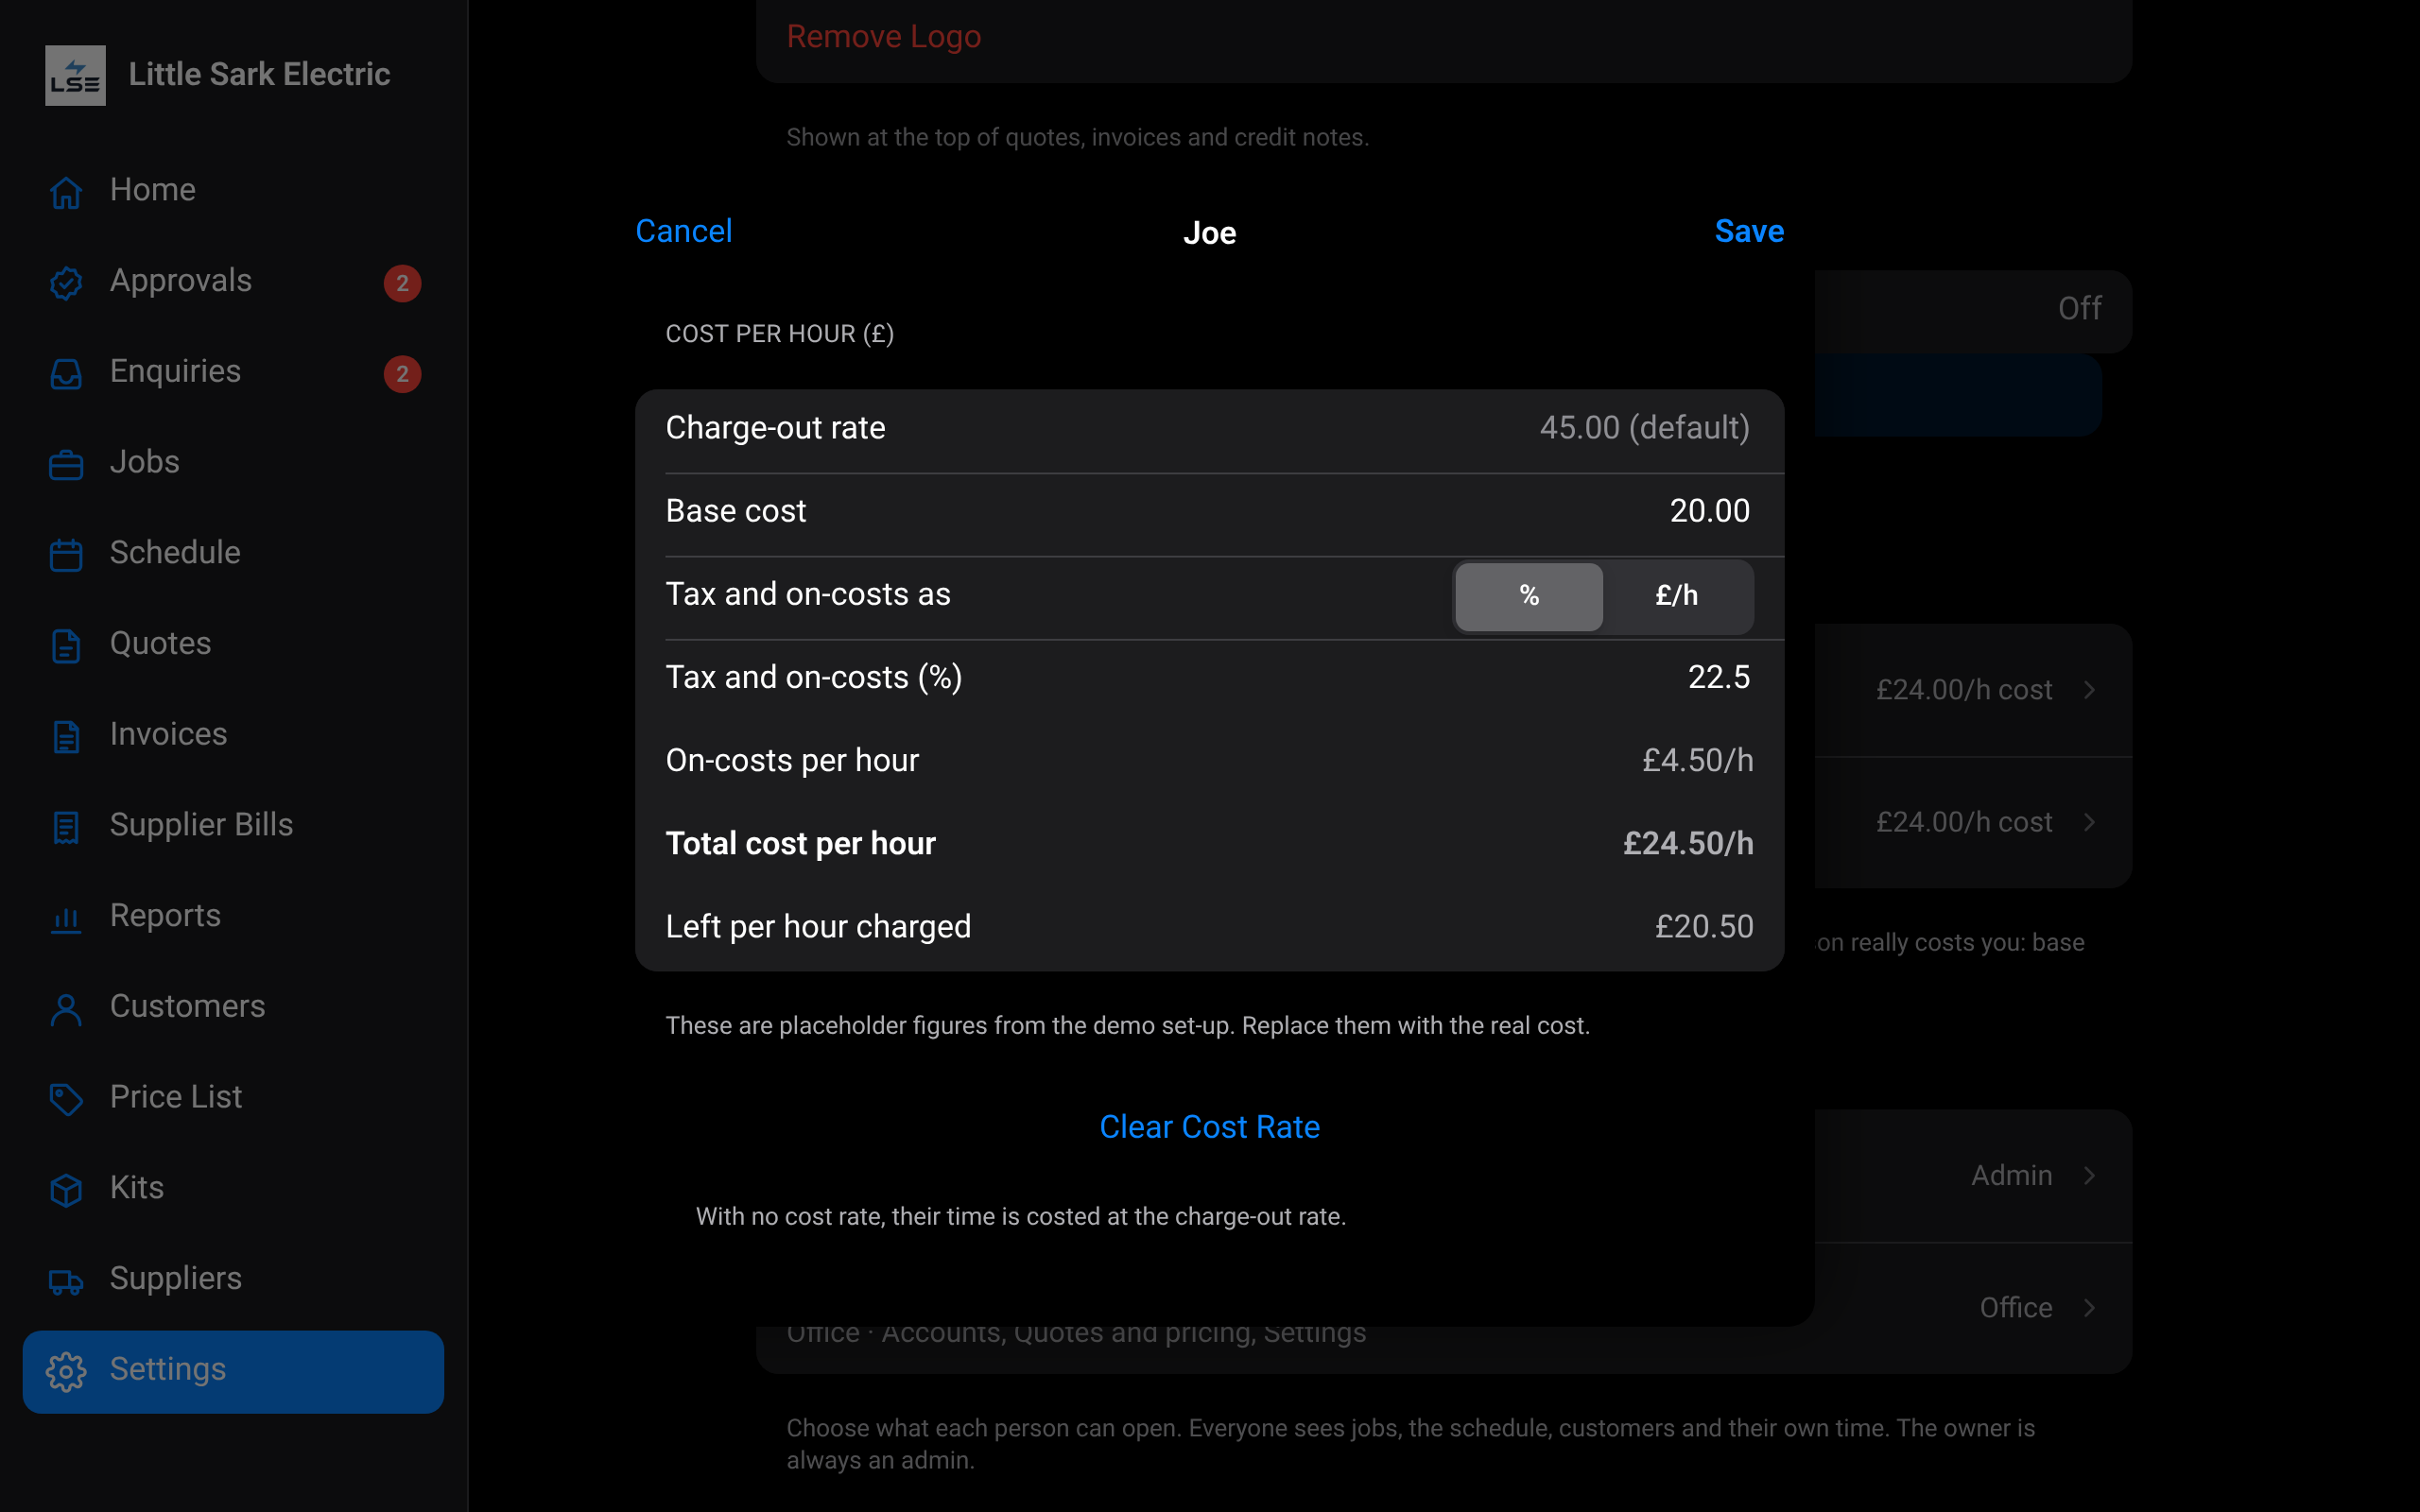 LSE
Little Sark Electric
Home
Approvals
2
Enquiries
2
Jobs
Schedule
Quotes
Invoices
Supplier Bills
Reports
Customers
Price List
Kits
Suppliers
Settings
Remove Logo
Shown at the top of quotes, invoices and credit notes.
Cancel
Joe
Save
Off
COST PER HOUR (£)
Charge-out rate
45.00 (default)
Base cost
20.00
Tax and on-costs as
%
£/h
Tax and on-costs (%)
22.5
On-costs per hour
£4.50/h
Total cost per hour
£24.50/h
Left per hour charged
£20.50
These are placeholder figures from the demo set-up. Replace them with the real cost.
Clear Cost Rate
With no cost rate, their time is costed at the charge-out rate.
£24.00/h cost
£24.00/h cost
on really costs you: base
Admin
Office
Office · Accounts, Quotes and pricing, Settings
Choose what each person can open. Everyone sees jobs, the schedule, customers and their own time. The owner is
always an admin.